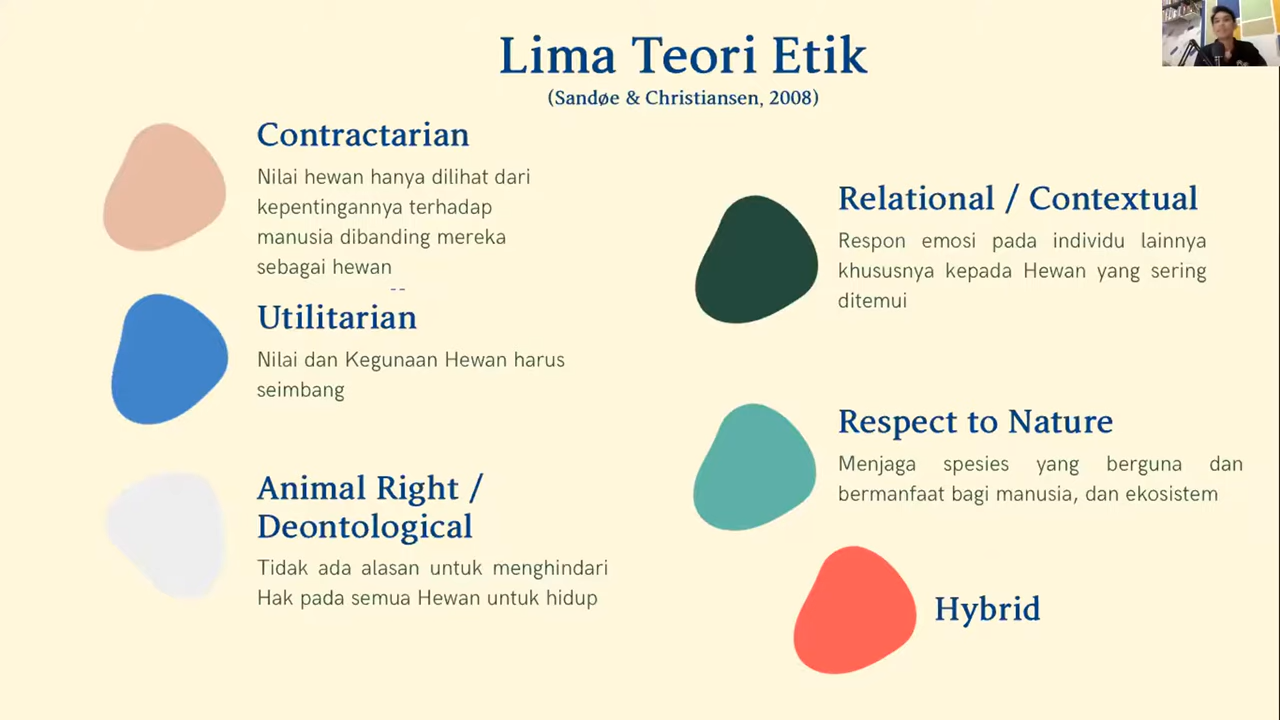 Lima Teori Etik
(Sandøe & Christiansen, 2008)
Contractarian
Nilai hewan hanya dilihat dari
kepentingannya terhadap
manusia dibanding mereka
sebagai hewan
Utilitarian
Nilai dan Kegunaan Hewan harus
seimbang
Animal Right /
Deontological
Tidak ada alasan untuk menghindari
Hak pada semua Hewan untuk hidup
Relational / Contextual
Respon emosi pada individu lainnya
khususnya kepada Hewan yang sering
ditemui
Respect to Nature
Menjaga spesies yang berguna dan
bermanfaat bagi manusia, dan ekosistem
Hybrid